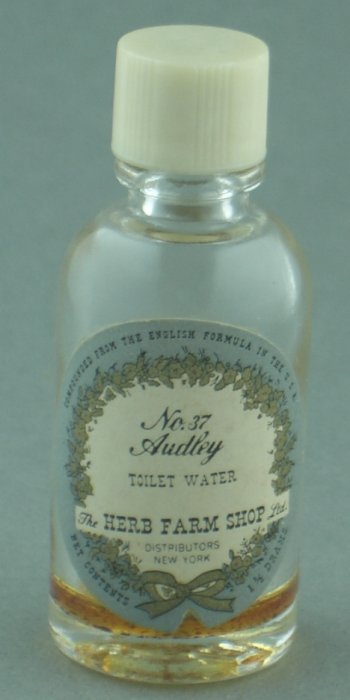 COMPOUNDED FROM THE ENGLISH FORMULA IN THE U.S.A.
No. 37
Audley
TOILET WATER
The HERB FARM SHOP Ltd.
DISTRIBUTORS
NEW YORK
NET CONTENTS
1½ DRAMS